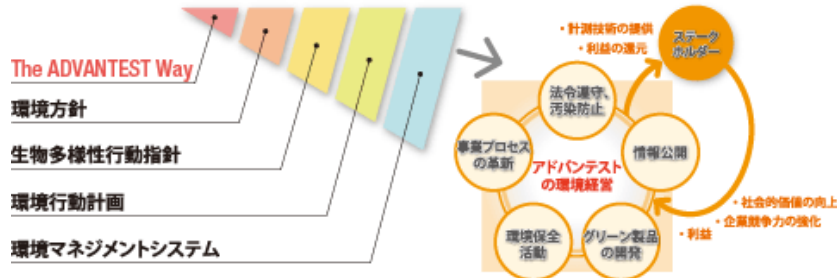 The ADVANTEST Way
環境方針
生物多様性行動指針
環境行動計画
環境マネジメントシステム
・計測技術の提供
・利益の還元
ステーク
ホルダー
法令遵守、
汚染防止
事業プロセス
の革新
情報公開
アドバンテスト
の環境経営
環境保全
活動
グリーン製品
の開発
・社会的価値の向上
・企業競争力の強化
・利益